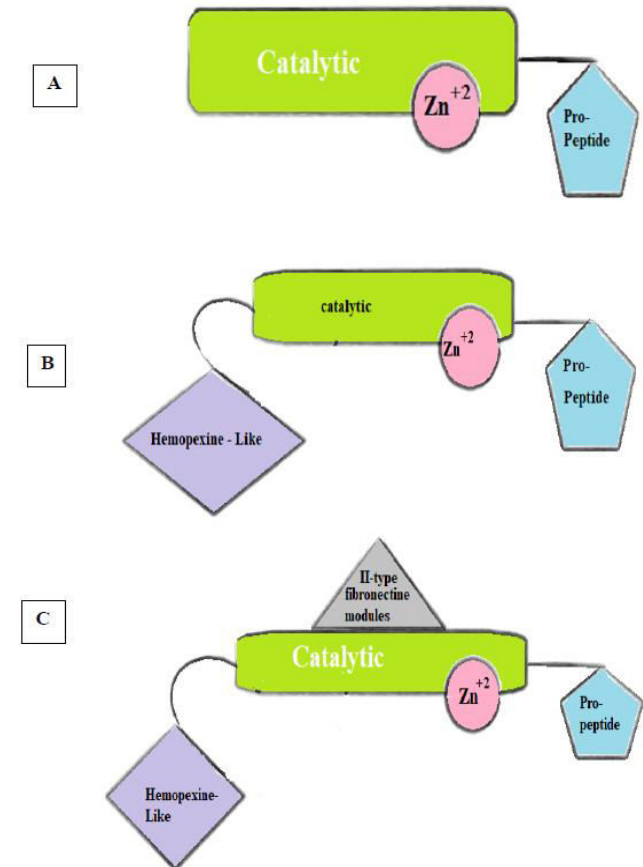 A
Catalytic
Zn+2
Pro-
Peptide
B
catalytic
Zn+2
Pro-
Peptide
Hemopexine - Like
C
II-type
fibronectine
modules
Catalytic
Zn+2
Pro-
peptide
Hemopexine-
Like